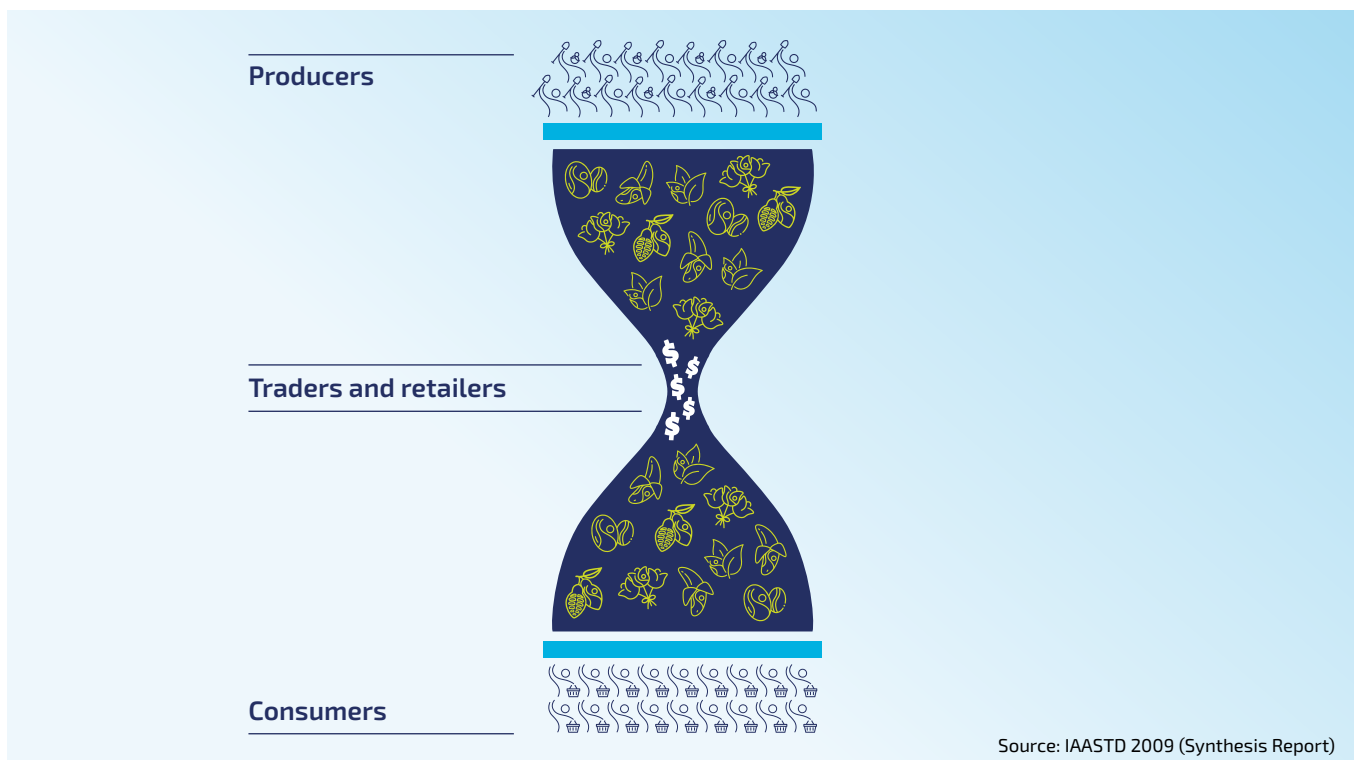 Producers
Traders and retailers
$
$
$
$
$
Consumers
Source: IAASTD 2009 (Synthesis Report)